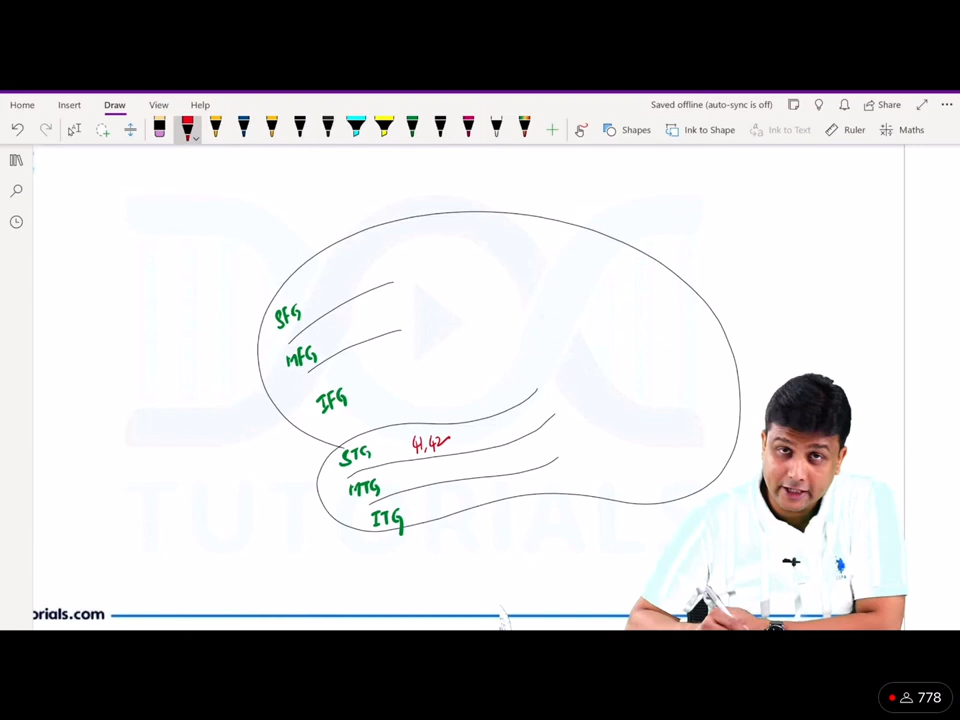 Home Insert Draw View Help
Saved offline (auto-sync is off) Share
Shapes Ink to Shape Ink to Text Ruler Maths
SFG
MFG
IFG
STG 41,42
MTG
ITG
TUTORIALS
orials.com
778